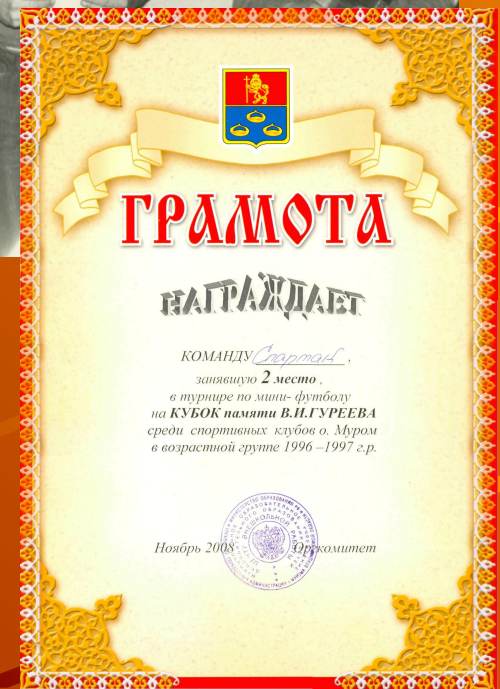 ГРАМОТА
НАГРАЖДАЕТ
КОМАНДУ Спартак,
занявшую 2 место ,
в турнире по мини- футболу
на КУБОК памяти В.И.ГУРЕЕВА
среди спортивных клубов о. Муром
в возрастной группе 1996 –1997 г.р.
Ноябрь 2008 Оргкомитет